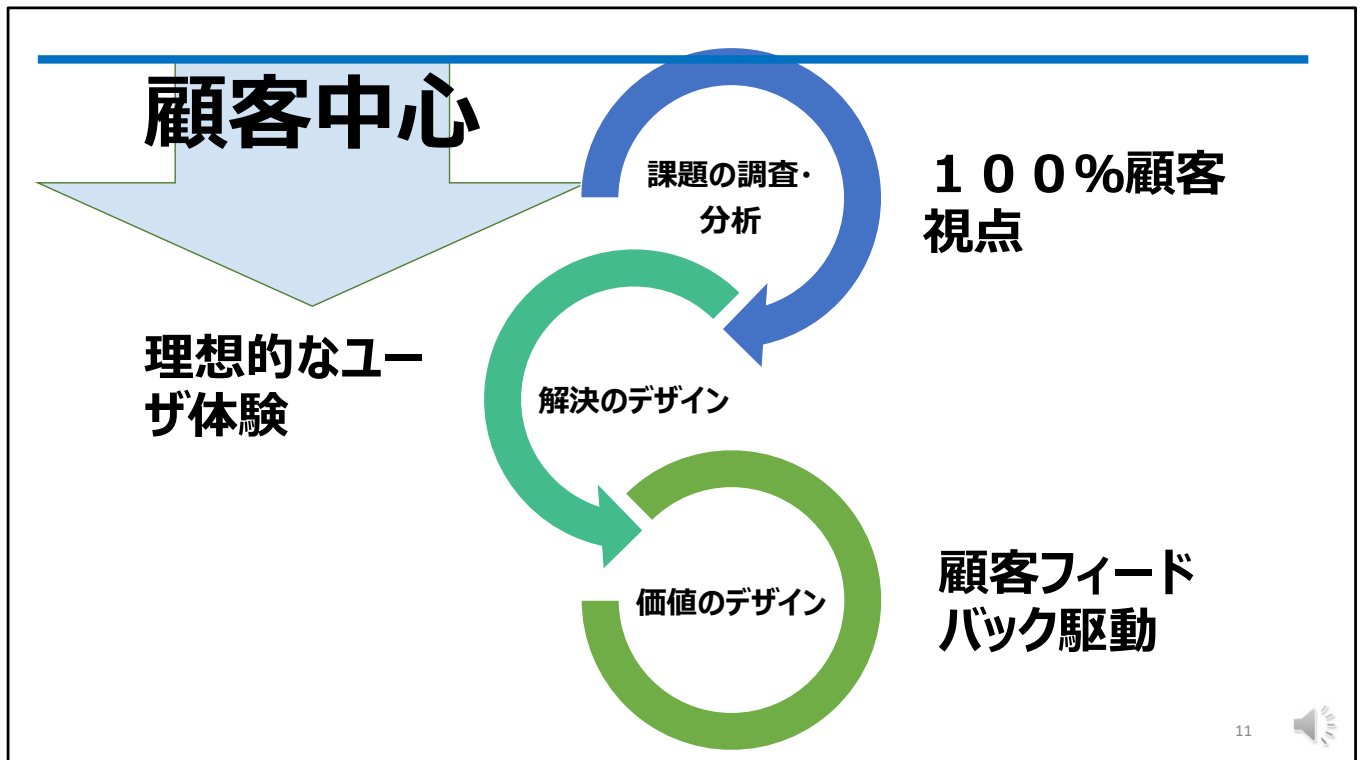 顧客中心
課題の調査・
分析
１００%顧客
視点
理想的なユー
ザ体験
解決のデザイン
価値のデザイン
顧客フィード
バック駆動
11